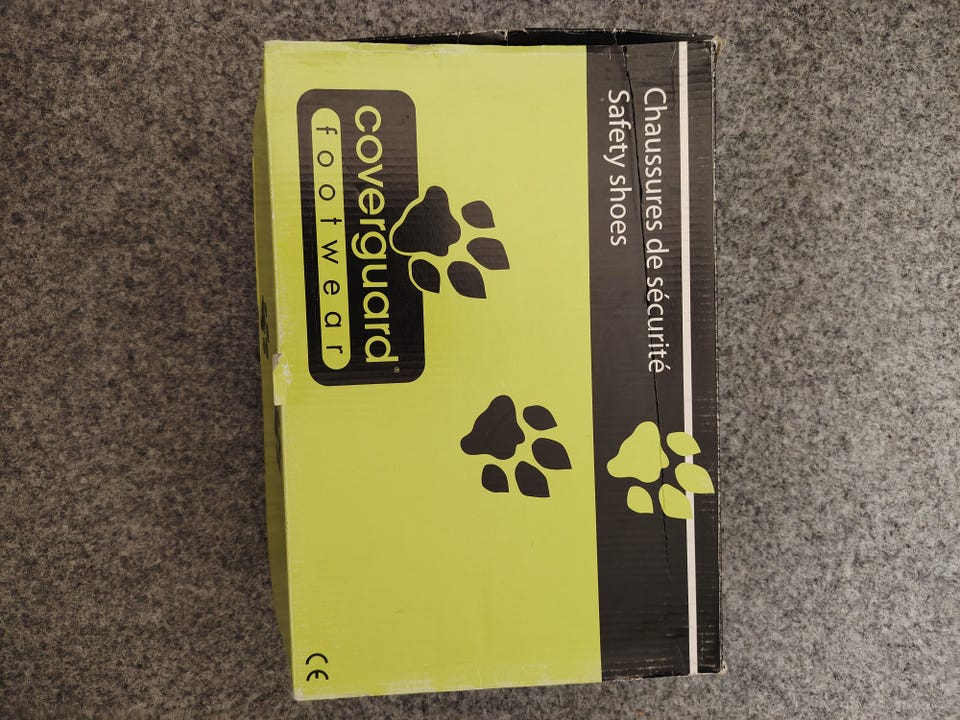 Chaussures de sécurité
Safety shoes
coverguard®
footwear
CE